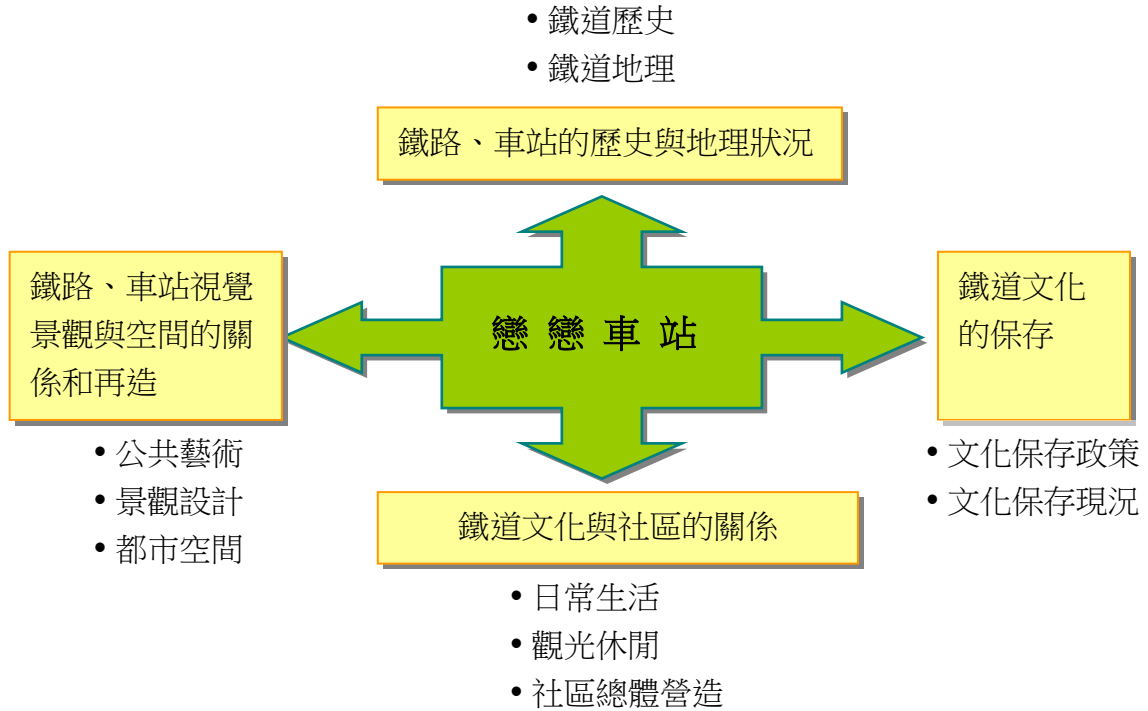 • 鐵道歷史
• 鐵道地理
鐵路、車站的歷史與地理狀況
鐵路、車站視覺
景觀與空間的關
係和再造
• 公共藝術
• 景觀設計
• 都市空間
戀戀車站
鐵道文化
的保存
• 文化保存政策
• 文化保存現況
鐵道文化與社區的關係
• 日常生活
• 觀光休閒
• 社區總體營造